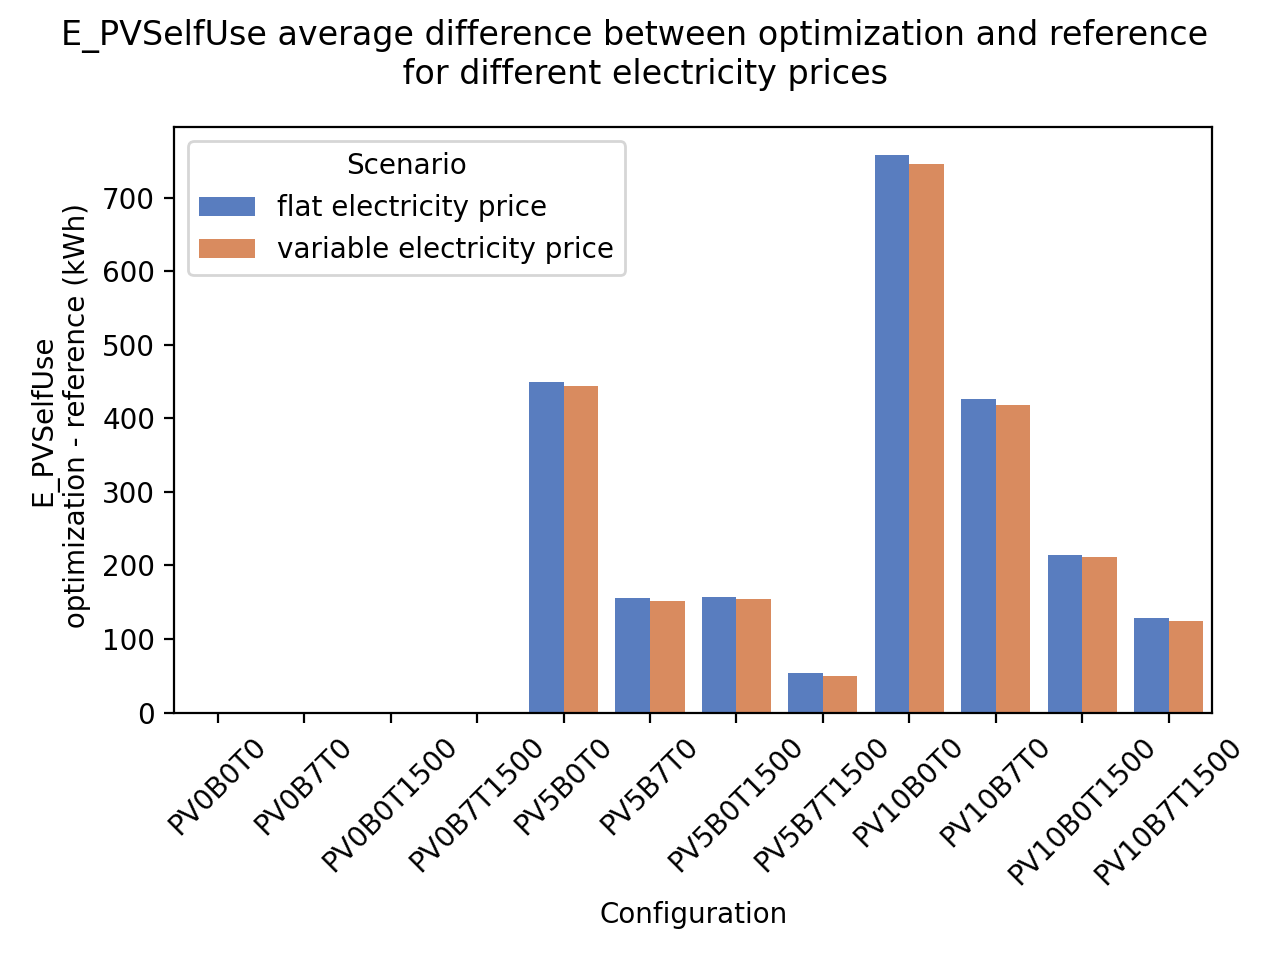 E_PVSelfUse average difference between optimization and reference
for different electricity prices
Scenario
flat electricity price
variable electricity price
E_PVSelfUse
optimization - reference (kWh)
700
600
500
400
300
200
100
0
PV0B0T0
PV0B7T0
PV0B0T1500
PV0B7T1500
PV5B0T0
PV5B7T0
PV5B0T1500
PV5B7T1500
PV10B0T0
PV10B7T0
PV10B0T1500
PV10B7T1500
Configuration